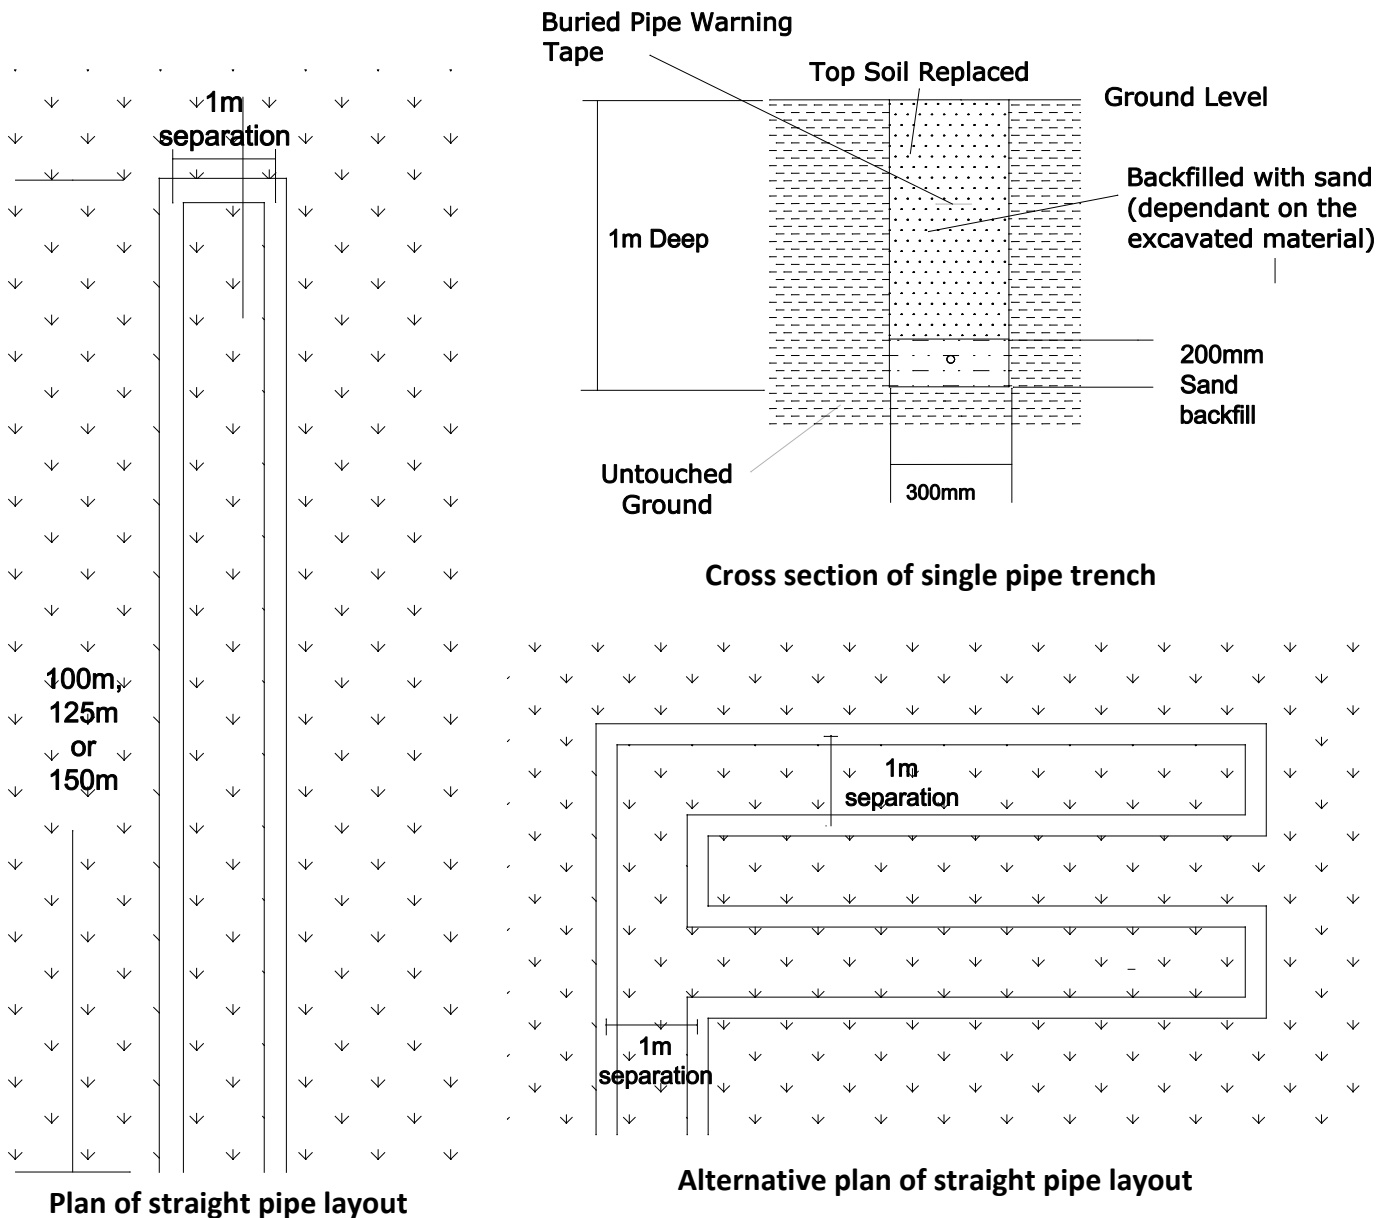 1m
separation
100m,
125m
or
150m
Plan of straight pipe layout
Buried Pipe Warning
Tape
Top Soil Replaced
Ground Level
Backfilled with sand
(dependant on the
excavated material)
1m Deep
200mm
Sand
backfill
Untouched
Ground
300mm
Cross section of single pipe trench
1m
separation
1m
separation
Alternative plan of straight pipe layout